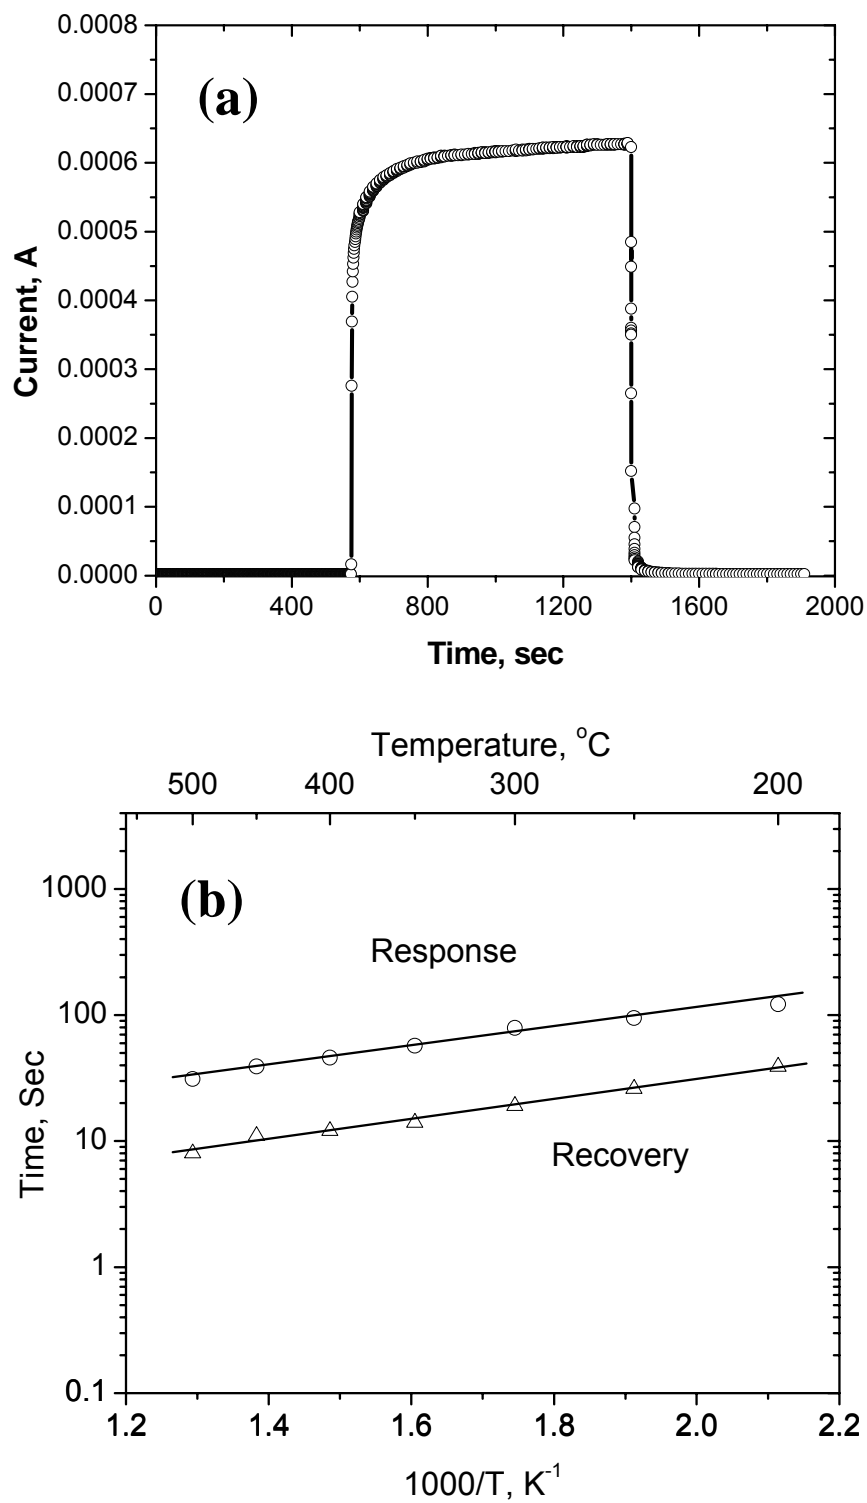 0.0008
0.0007
0.0006
0.0005
0.0004
0.0003
0.0002
0.0001
0.0000
Current, A
(a)
0 400 800 1200 1600 2000
Time, sec
Temperature, °C
500 400 300 200
1000
100
10
1
0.1
Time, Sec
(b)
Response
Recovery
1.2 1.4 1.6 1.8 2.0 2.2
1000/T, K⁻¹